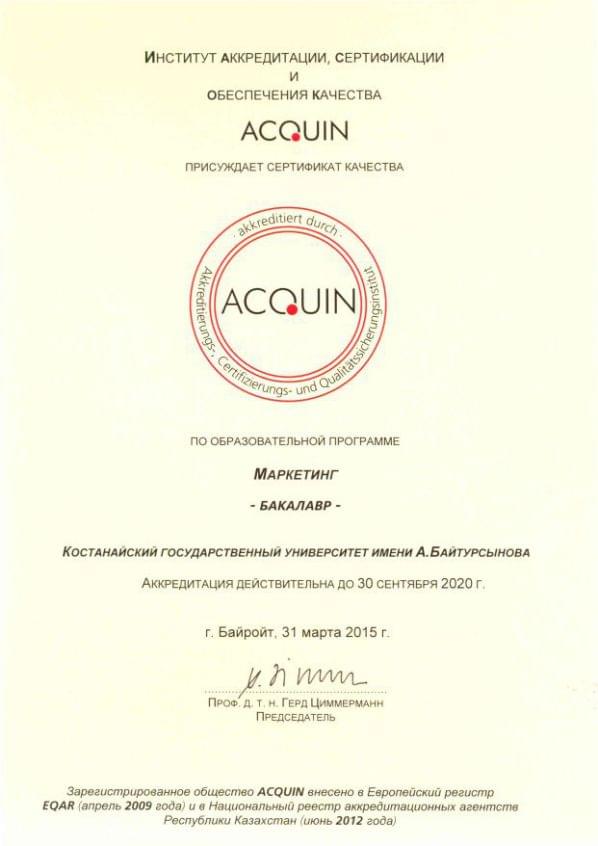 Институт аккредитации, сертификации
и
обеспечения качества
ACQUIN
присуждает сертификат качества
· akkreditiert durch ·
ACQUIN
Akkreditierungs-, Certifizierungs- und Qualitätssicherungsinstitut
по образовательной программе
Маркетинг
- бакалавр -
Костанайский государственный университет имени А.Байтурсынова
Аккредитация действительна до 30 сентября 2020 г.
г. Байройт, 31 марта 2015 г.
Проф. д. т. н. Герд Циммерманн
Председатель
Зарегистрированное общество ACQUIN внесено в Европейский регистр
EQAR (апрель 2009 года) и в Национальный реестр аккредитационных агентств
Республики Казахстан (июнь 2012 года)